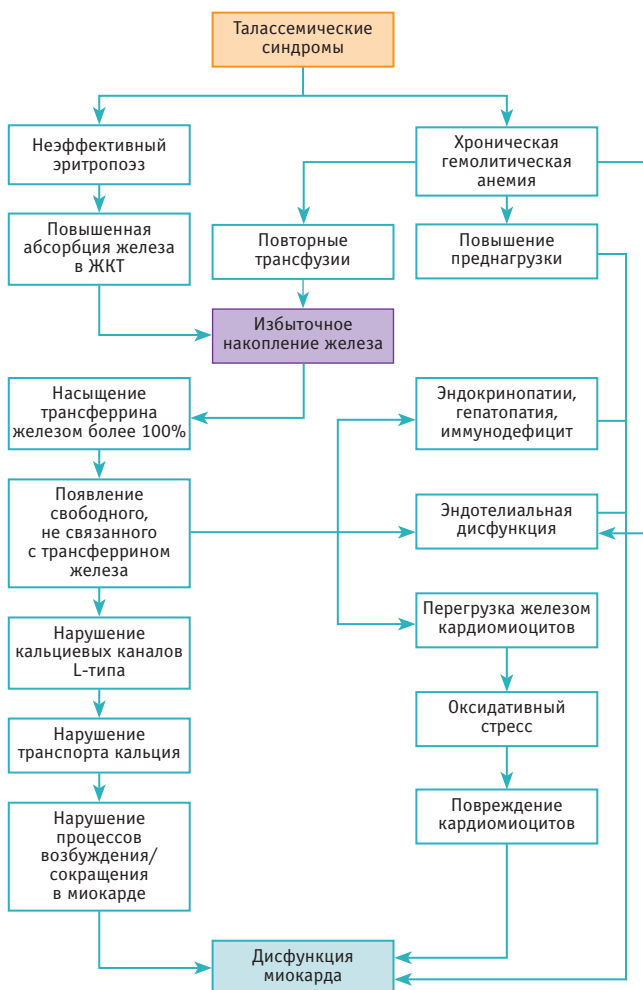 Талассемические
синдромы
Неэффективный
эритропоэз
Хроническая
гемолитическая
анемия
Повышенная
абсорбция железа
в ЖКТ
Повторные
трансфузии
Повышение
преднагрузки
Избыточное
накопление железа
Насыщение
трансферрина
железом более 100%
Эндокринопатии,
гепатопатия,
иммунодефицит
Появление
свободного,
не связанного
с трансферрином
железа
Эндотелиальная
дисфункция
Нарушение
кальциевых каналов
L-типа
Перегрузка железом
кардиомиоцитов
Нарушение
транспорта кальция
Оксидативный
стресс
Нарушение
процессов
возбуждения/
сокращения
в миокарде
Повреждение
кардиомиоцитов
Дисфункция
миокарда